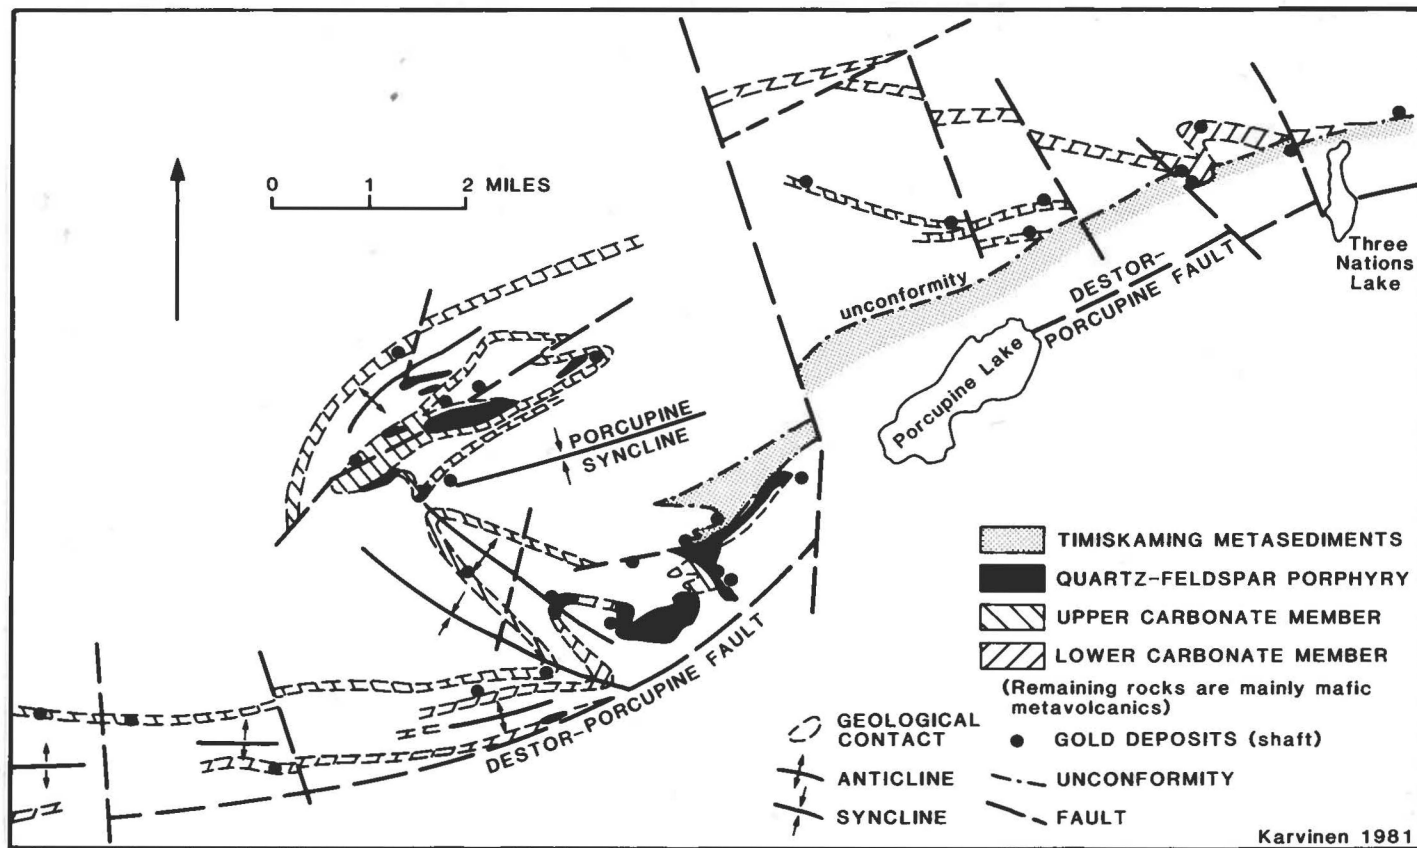 0 1 2 MILES
unconformity
DESTOR-
PORCUPINE FAULT
Three
Nations
Lake
Porcupine Lake
PORCUPINE
SYNCLINE
DESTOR-PORCUPINE FAULT
TIMISKAMING METASEDIMENTS
QUARTZ-FELDSPAR PORPHYRY
UPPER CARBONATE MEMBER
LOWER CARBONATE MEMBER
(Remaining rocks are mainly mafic
metavolcanics)
GEOLOGICAL
CONTACT
GOLD DEPOSITS (shaft)
ANTICLINE
UNCONFORMITY
SYNCLINE
FAULT
Karvinen 1981